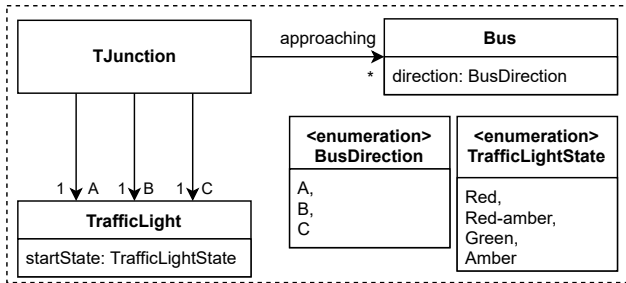 TJunction
approaching
*
Bus
direction: BusDirection
1 A 1 B 1 C
TrafficLight
startState: TrafficLightState
<enumeration>
BusDirection
A,
B,
C
<enumeration>
TrafficLightState
Red,
Red-amber,
Green,
Amber